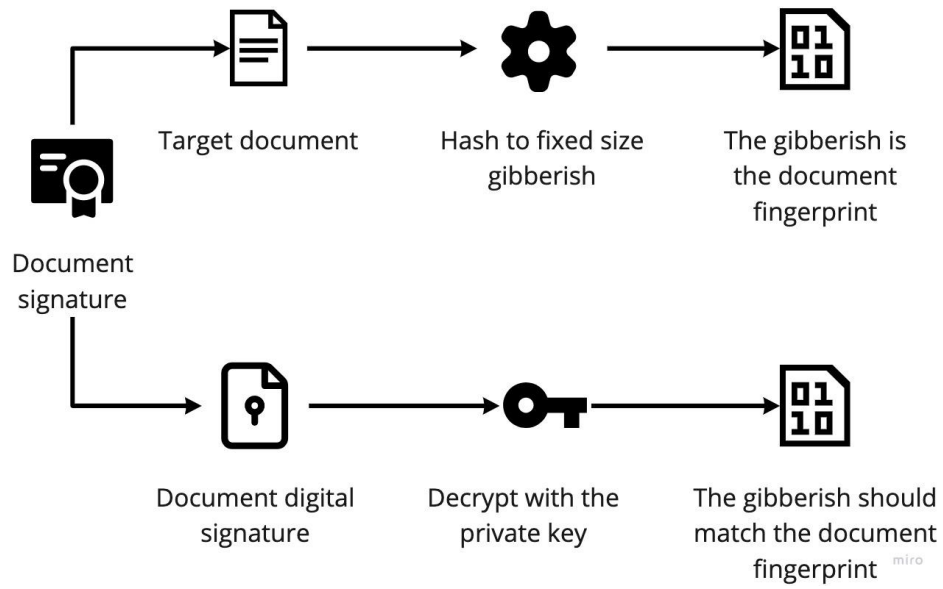 01
10
Target document
Hash to fixed size
gibberish
The gibberish is
the document
fingerprint
Document
signature
01
10
Document digital
signature
Decrypt with the
private key
The gibberish should
match the document
fingerprint
miro